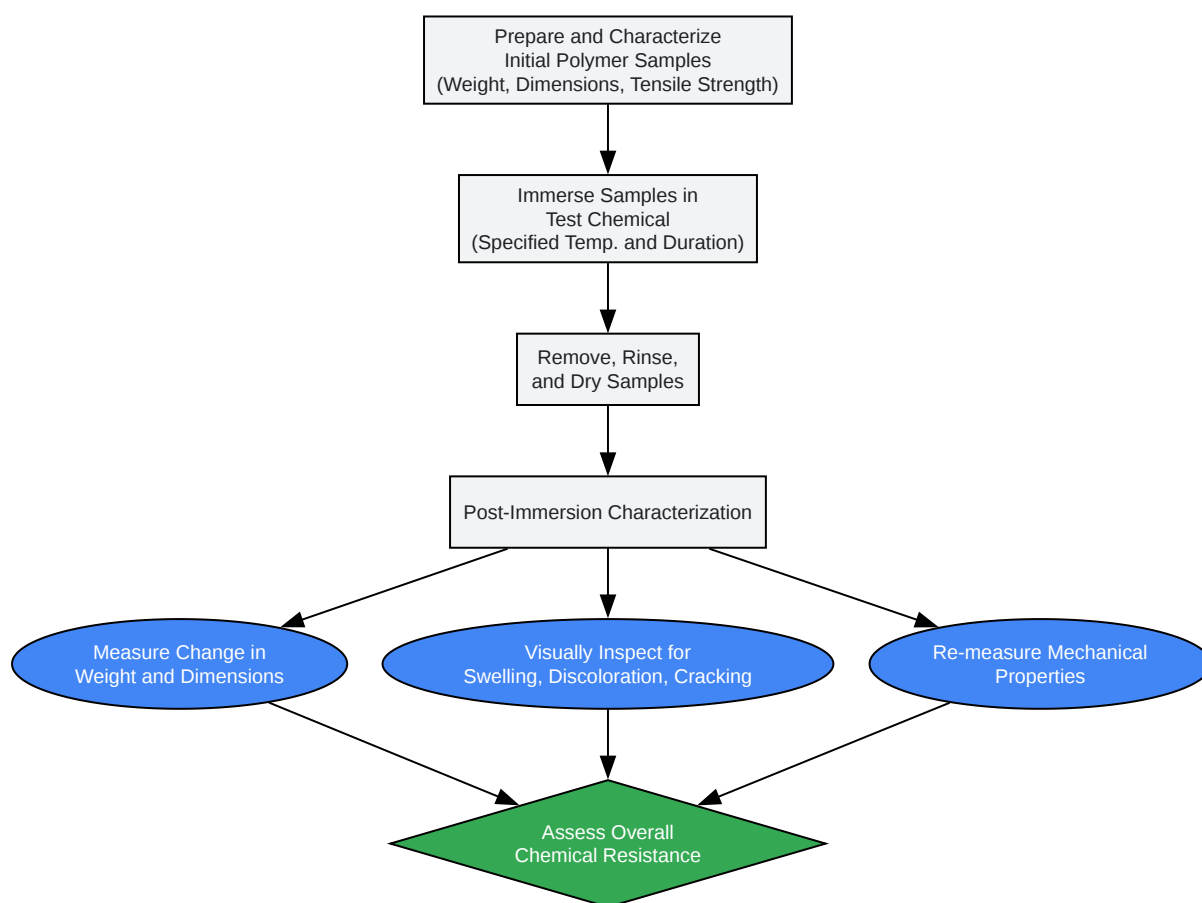 Prepare and Characterize
Initial Polymer Samples
(Weight, Dimensions, Tensile Strength)
Immerse Samples in
Test Chemical
(Specified Temp. and Duration)
Remove, Rinse,
and Dry Samples
Post-Immersion Characterization
Measure Change in
Weight and Dimensions
Visually Inspect for
Swelling, Discoloration, Cracking
Re-measure Mechanical
Properties
Assess Overall
Chemical Resistance